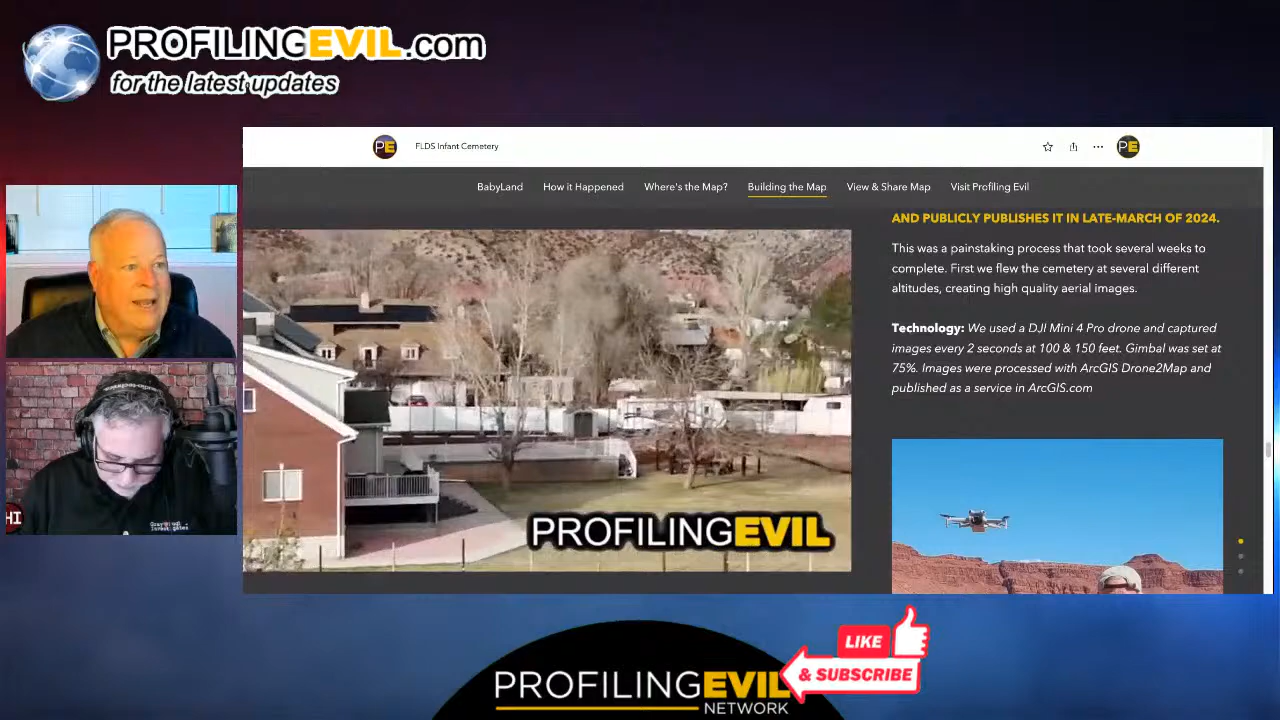 PROFILINGEVIL.com
for the latest updates
PE
FLDS Infant Cemetery
PE
BabyLand
How it Happened
Where's the Map?
Building the Map
View & Share Map
Visit Profiling Evil
AND PUBLICLY PUBLISHES IT IN LATE-MARCH OF 2024.
This was a painstaking process that took several weeks to
complete. First we flew the cemetery at several different
altitudes, creating high quality aerial images.
Technology: We used a DJI Mini 4 Pro drone and captured
images every 2 seconds at 100 & 150 feet. Gimbal was set at
75%. Images were processed with ArcGIS Drone2Map and
published as a service in ArcGIS.com
PROFILINGEVIL
HI
LIKE
& SUBSCRIBE
PROFILINGEVIL
NETWORK